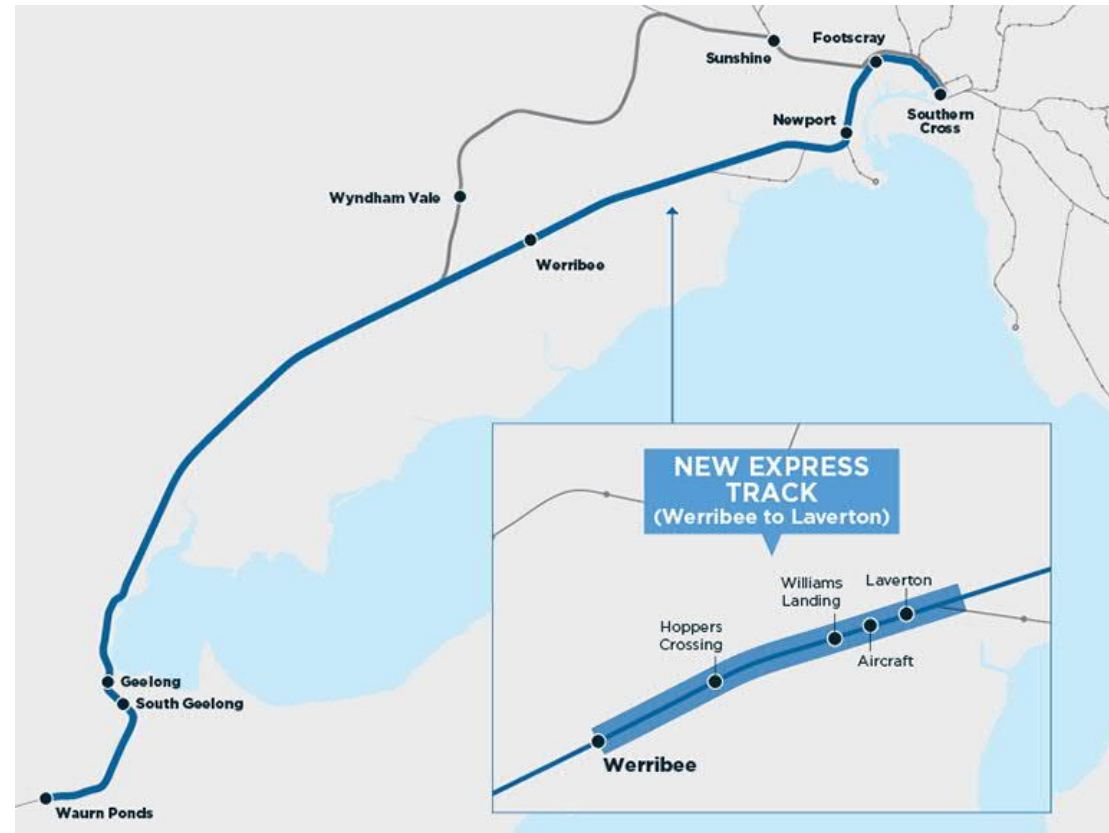 Footscray
Sunshine
Southern
Cross
Newport
Wyndham Vale
Werribee
NEW EXPRESS
TRACK
(Werribee to Laverton)
Williams
Landing
Laverton
Hoppers
Crossing
Aircraft
Werribee
Geelong
South Geelong
Waurn Ponds